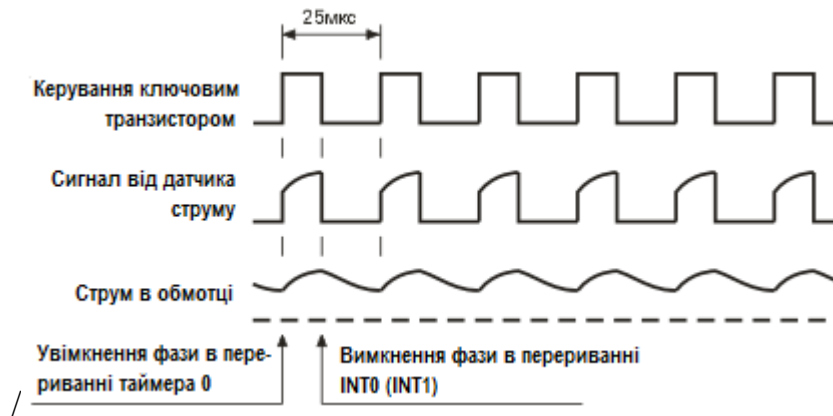 25мкс
Керування ключовим
транзистором
Сигнал від датчика
струму
Струм в обмотці
Увімкнення фази в пере-
риванні таймера 0
Вимкнення фази в перериванні
INT0 (INT1)
/